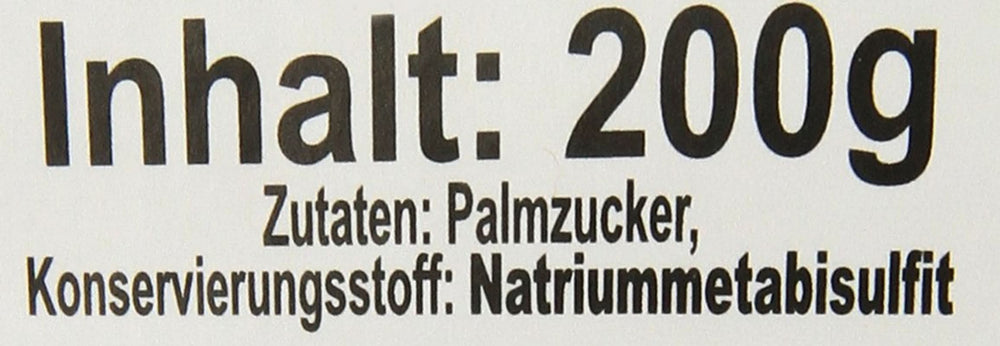 Inhalt: 200g
Zutaten: Palmzucker,
Konservierungsstoff: Natriummetabisulfit